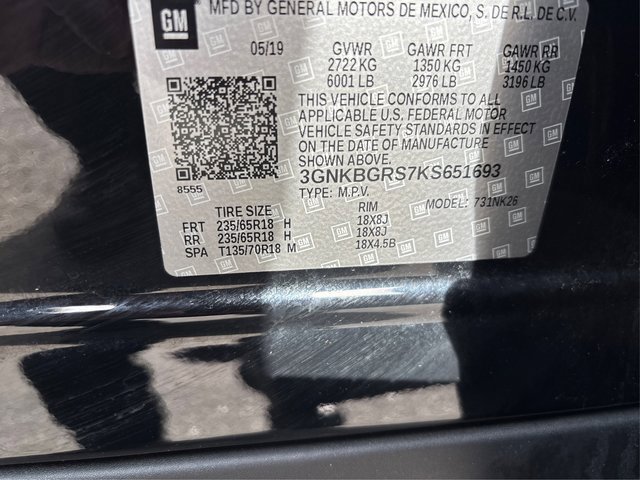 GM
MFD BY GENERAL MOTORS DE MEXICO, S. DE R.L. DE C.V.
05/19 GVWR GAWR FRT GAWR RR
2722 KG 1350 KG 1450 KG
6001 LB 2976 LB 3196 LB
THIS VEHICLE CONFORMS TO ALL
APPLICABLE U.S. FEDERAL MOTOR
VEHICLE SAFETY STANDARDS IN EFFECT
ON THE DATE OF MANUFACTURE
SHOWN ABOVE.
3GNKBGRS7KS651693
8555
TYPE: M.P.V. MODEL: 731NK26
TIRE SIZE RIM
FRT 235/65R18 H 18X8J
RR 235/65R18 H 18X8J
SPA T135/70R18 M 18X4.5B